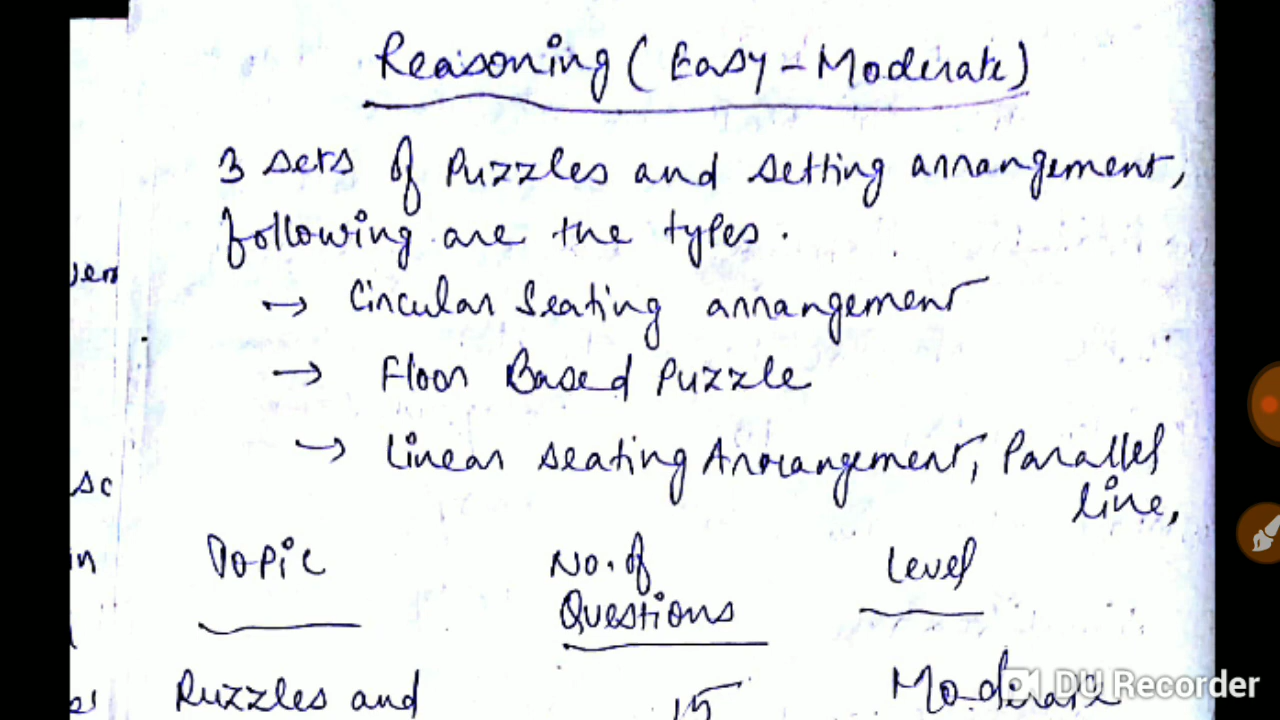 Reasoning ( Easy - Moderate )
3 sets of Puzzles and setting arrangement,
following are the types.
→ Circular Seating arrangement
→ Floor Based Puzzle
→ Linear seating Arrangement, Parallel
line,
Topic No. of Level
Questions
Puzzles and 15 Moderate
DU Recorder